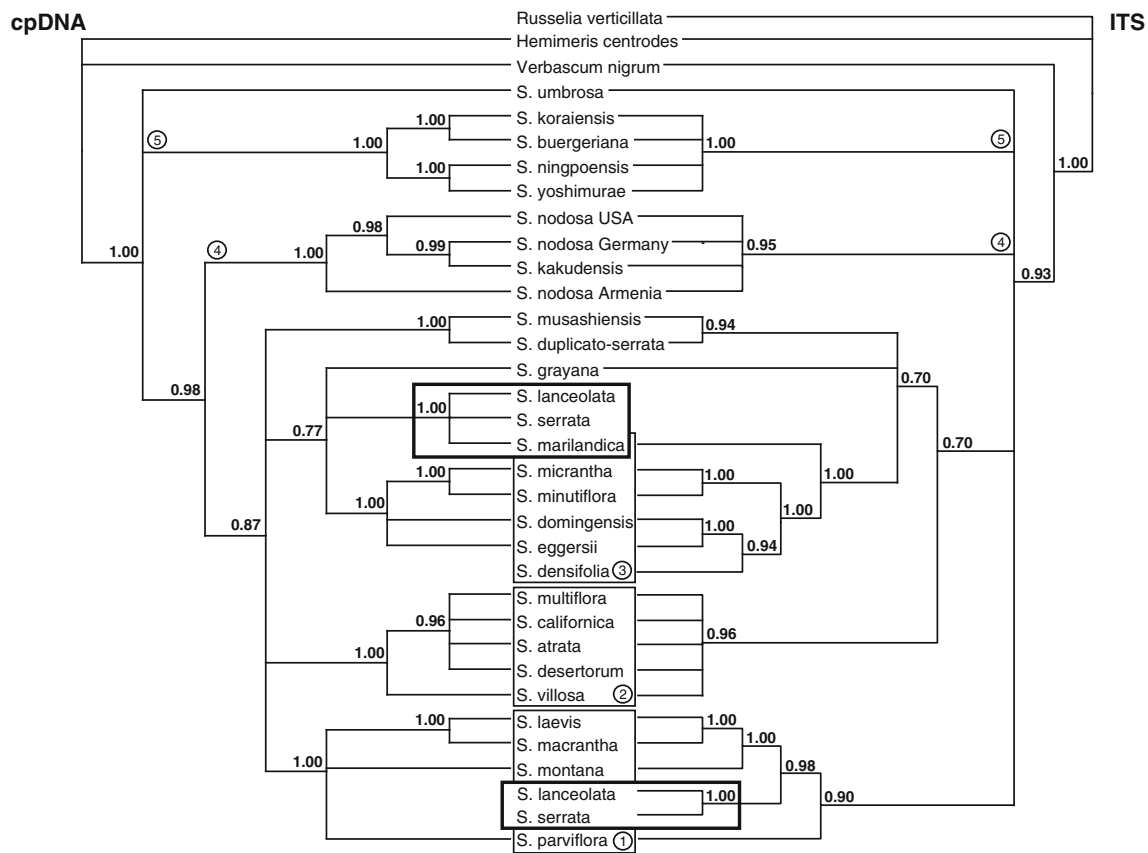 cpDNA
ITS
Russelia verticillata
Hemimeris centrodes
Verbascum nigrum
S. umbrosa
5
5
S. koraiensis
1.00
S. buergeriana
1.00
1.00
S. ningpoensis
1.00
1.00
S. yoshimurae
S. nodosa USA
0.98
4
4
S. nodosa Germany
1.00
1.00
0.99
0.95
S. kakudensis
0.93
S. nodosa Armenia
S. musashiensis
1.00
0.94
S. duplicato-serrata
S. grayana
0.98
0.70
S. lanceolata
1.00
S. serrata
0.77
0.70
S. marilandica
S. micrantha
1.00
1.00
1.00
S. minutiflora
1.00
1.00
S. domingensis
0.87
1.00
S. eggersii
0.94
S. densifolia 3
S. multiflora
S. californica
0.96
0.96
S. atrata
1.00
S. desertorum
S. villosa 2
S. laevis
1.00
1.00
S. macrantha
1.00
1.00
S. montana
0.98
S. lanceolata
1.00
0.90
S. serrata
S. parviflora 1